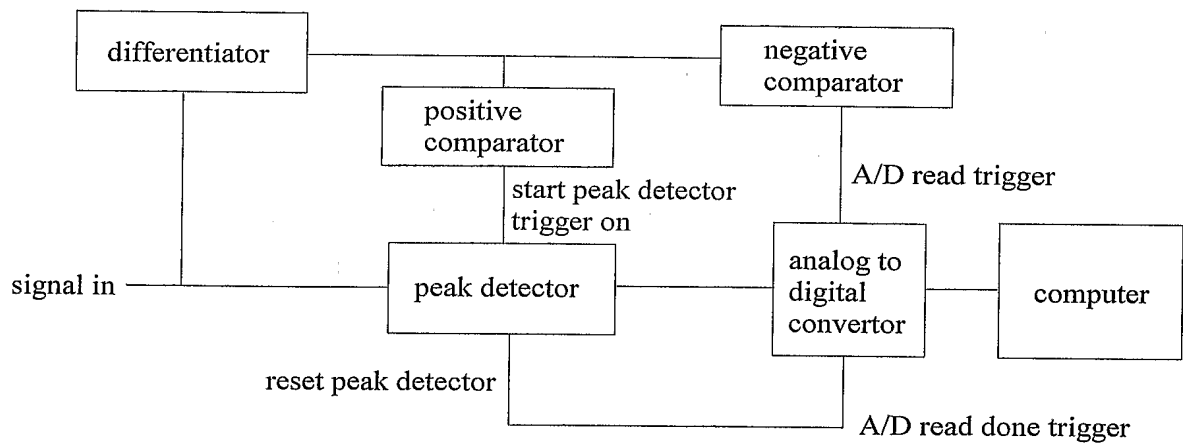 differentiator
negative
comparator
positive
comparator
A/D read trigger
start peak detector
trigger on
signal in
peak detector
analog to
digital
convertor
computer
reset peak detector
A/D read done trigger